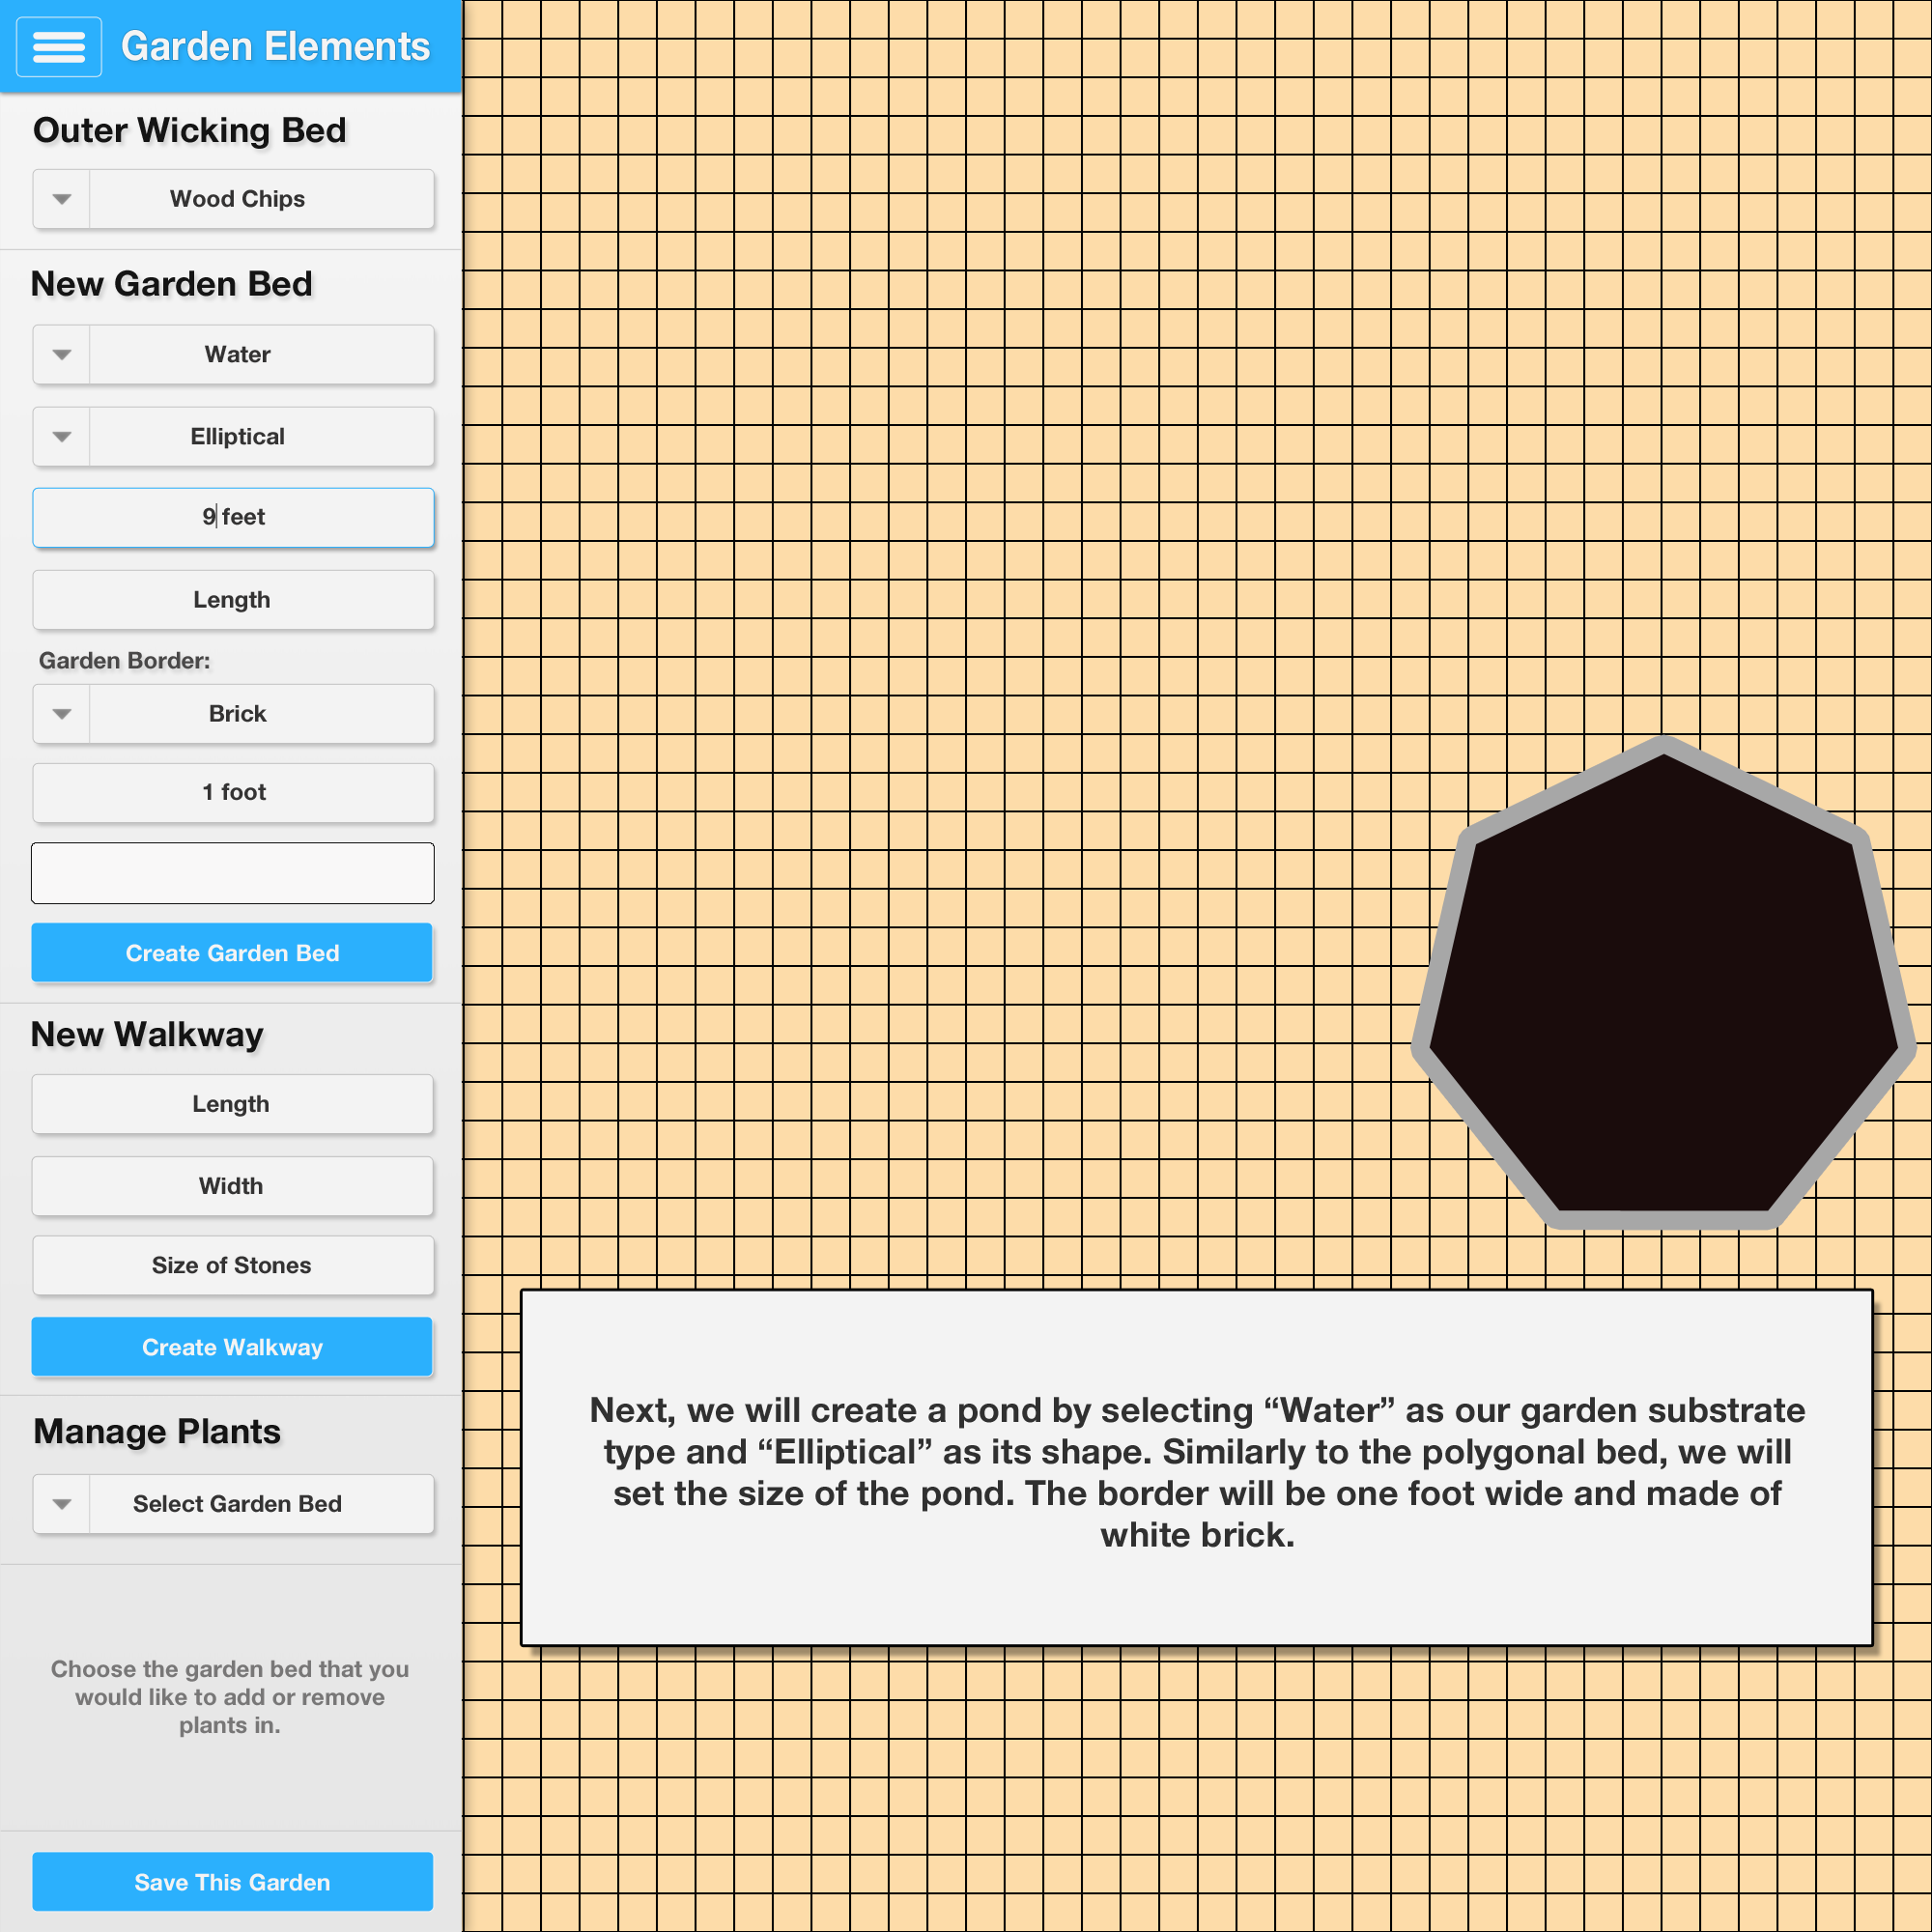 Garden Elements
Outer Wicking Bed
Wood Chips
New Garden Bed
Water
Elliptical
9 feet
Length
Garden Border:
Brick
1 foot
Create Garden Bed
New Walkway
Length
Width
Size of Stones
Create Walkway
Manage Plants
Select Garden Bed
Choose the garden bed that you
would like to add or remove
plants in.
Save This Garden
Next, we will create a pond by selecting “Water” as our garden substrate
type and “Elliptical” as its shape. Similarly to the polygonal bed, we will
set the size of the pond. The border will be one foot wide and made of
white brick.